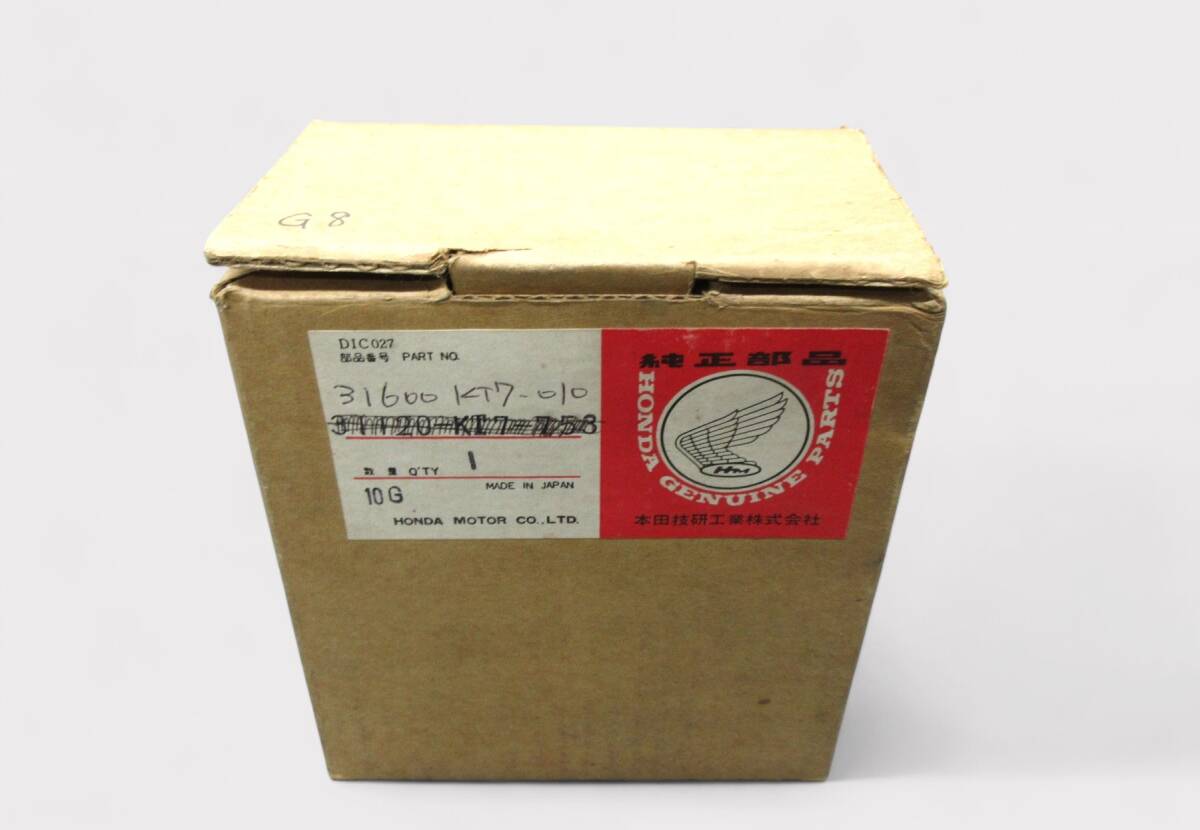 G8
DIC027
部品番号 PART NO.
31600 KT7-010
数量 Q'TY 1
10G
MADE IN JAPAN
HONDA MOTOR CO.,LTD.
純正部品
HONDA GENUINE PARTS
本田技研工業株式会社